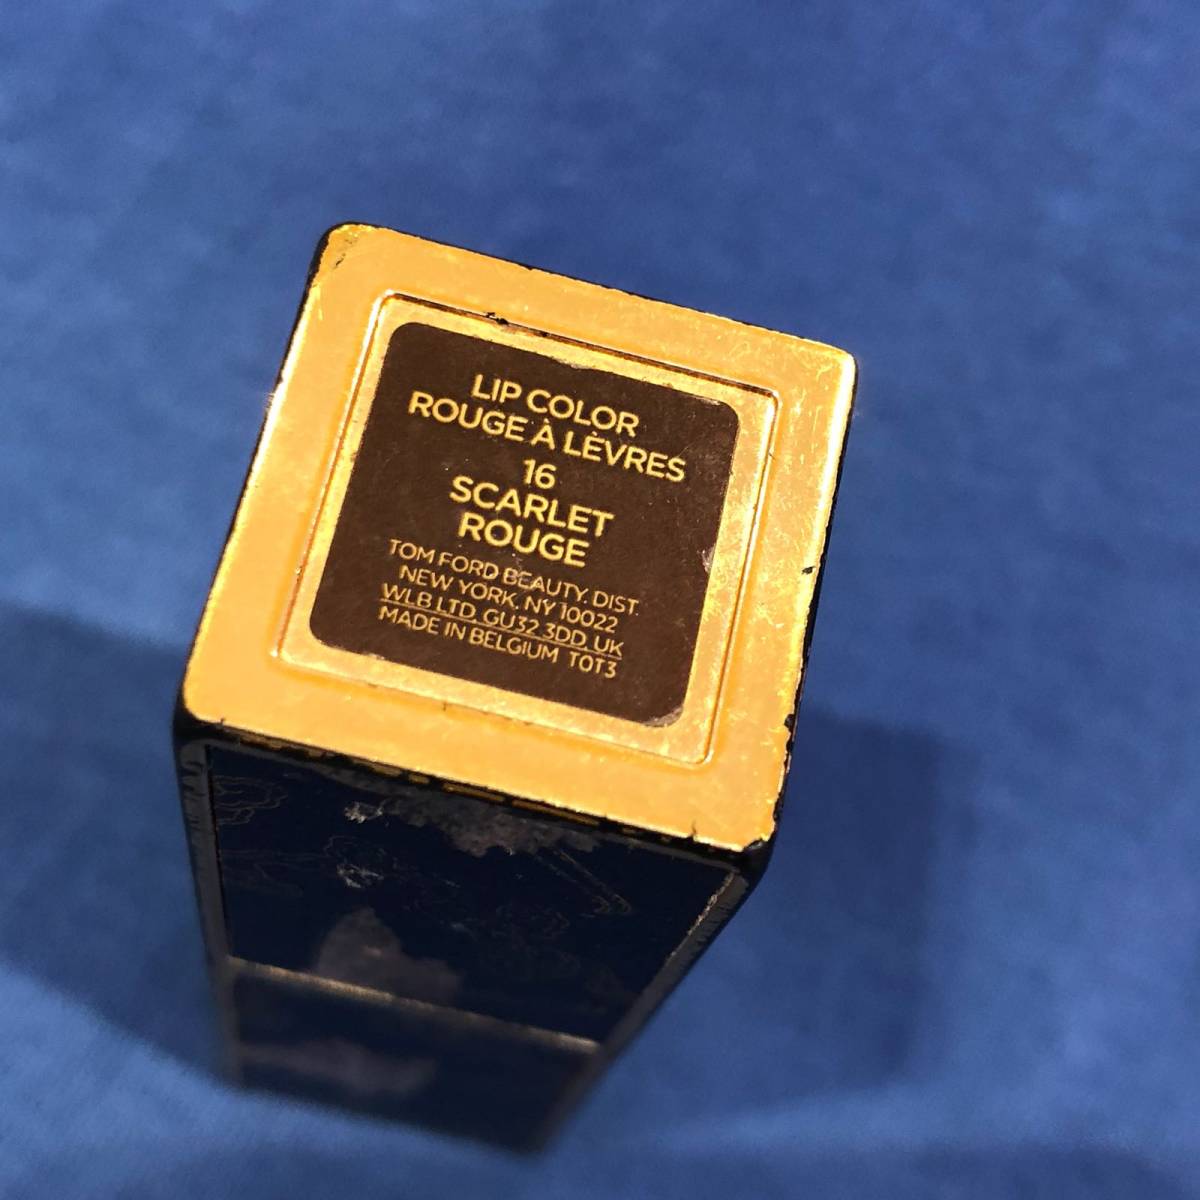 LIP COLOR
ROUGE À LÈVRES
16
SCARLET
ROUGE
TOM FORD BEAUTY. DIST.
NEW YORK, NY 10022
WLB LTD, GU32 3DD, UK
MADE IN BELGIUM T0T3